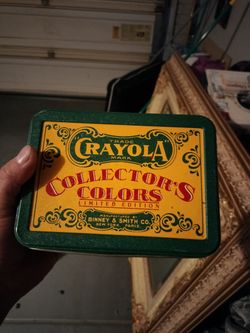 CRAYOLA
TRADE
MARK
COLLECTOR'S
COLORS
LIMITED EDITION
MANUFACTURED BY
BINNEY & SMITH CO.
NEW YORK PARIS